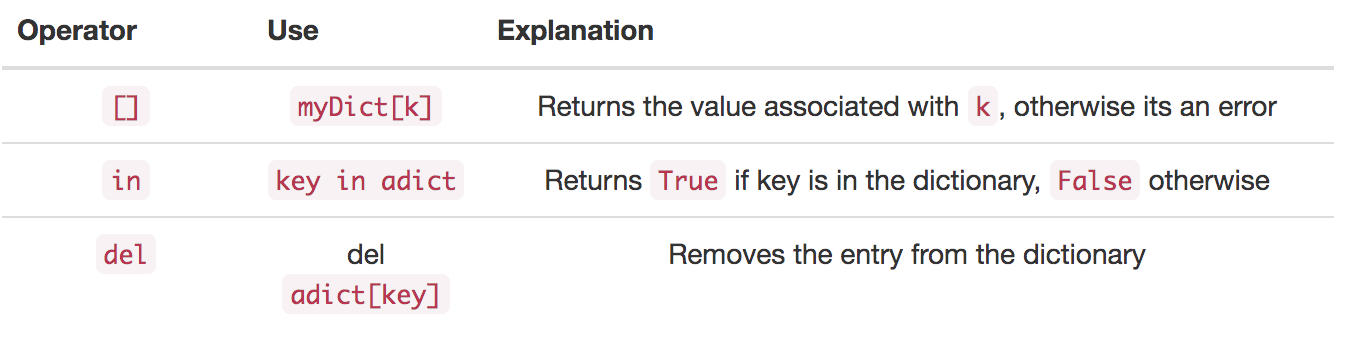 Operator Use Explanation
[] myDict[k] Returns the value associated with k, otherwise its an error
in key in adict Returns True if key is in the dictionary, False otherwise
del del Removes the entry from the dictionary
adict[key]